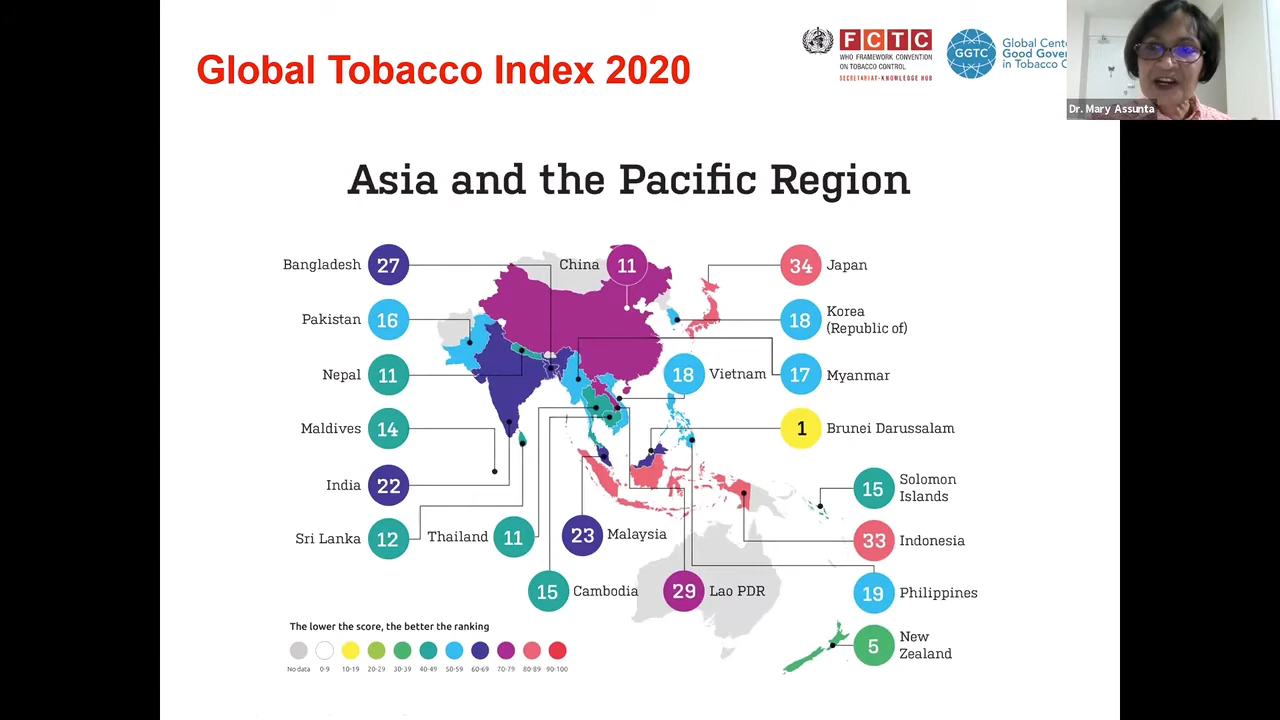 Global Tobacco Index 2020
FCTC
WHO FRAMEWORK CONVENTION
ON TOBACCO CONTROL
SECRETARIAT-KNOWLEDGE HUB
GGTC
Global Cent
Good Gover
in Tobacco C
Dr. Mary Assunta
Asia and the Pacific Region
Bangladesh 27
China 11
34 Japan
Pakistan 16
18 Korea
(Republic of)
Nepal 11
18 Vietnam
17 Myanmar
Maldives 14
1 Brunei Darussalam
India 22
15 Solomon
Islands
Sri Lanka 12
Thailand 11
23 Malaysia
33 Indonesia
15 Cambodia
29 Lao PDR
19 Philippines
5 New
Zealand
The lower the score, the better the ranking
No data 0-9 10-19 20-29 30-39 40-49 50-59 60-69 70-79 80-89 90-100